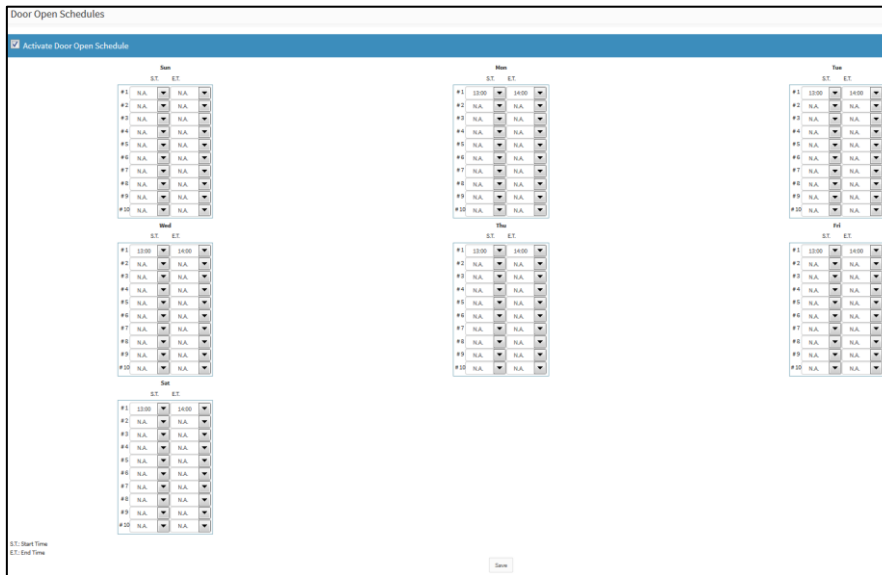 Door Open Schedules
Activate Door Open Schedule
Sun
S.T. E.T.
#1 N.A. N.A.
#2 N.A. N.A.
#3 N.A. N.A.
#4 N.A. N.A.
#5 N.A. N.A.
#6 N.A. N.A.
#7 N.A. N.A.
#8 N.A. N.A.
#9 N.A. N.A.
#10 N.A. N.A.
Mon
S.T. E.T.
#1 13:00 14:00
#2 N.A. N.A.
#3 N.A. N.A.
#4 N.A. N.A.
#5 N.A. N.A.
#6 N.A. N.A.
#7 N.A. N.A.
#8 N.A. N.A.
#9 N.A. N.A.
#10 N.A. N.A.
Tue
S.T. E.T.
#1 13:00 14:00
#2 N.A. N.A.
#3 N.A. N.A.
#4 N.A. N.A.
#5 N.A. N.A.
#6 N.A. N.A.
#7 N.A. N.A.
#8 N.A. N.A.
#9 N.A. N.A.
#10 N.A. N.A.
Wed
S.T. E.T.
#1 13:00 14:00
#2 N.A. N.A.
#3 N.A. N.A.
#4 N.A. N.A.
#5 N.A. N.A.
#6 N.A. N.A.
#7 N.A. N.A.
#8 N.A. N.A.
#9 N.A. N.A.
#10 N.A. N.A.
Thu
S.T. E.T.
#1 N.A. N.A.
#2 N.A. N.A.
#3 N.A. N.A.
#4 N.A. N.A.
#5 N.A. N.A.
#6 N.A. N.A.
#7 N.A. N.A.
#8 N.A. N.A.
#9 N.A. N.A.
#10 N.A. N.A.
Fri
S.T. E.T.
#1 13:00 14:00
#2 N.A. N.A.
#3 N.A. N.A.
#4 N.A. N.A.
#5 N.A. N.A.
#6 N.A. N.A.
#7 N.A. N.A.
#8 N.A. N.A.
#9 N.A. N.A.
#10 N.A. N.A.
Sat
S.T. E.T.
#1 13:00 14:00
#2 N.A. N.A.
#3 N.A. N.A.
#4 N.A. N.A.
#5 N.A. N.A.
#6 N.A. N.A.
#7 N.A. N.A.
#8 N.A. N.A.
#9 N.A. N.A.
#10 N.A. N.A.
S.T.: Start Time
E.T.: End Time
Save